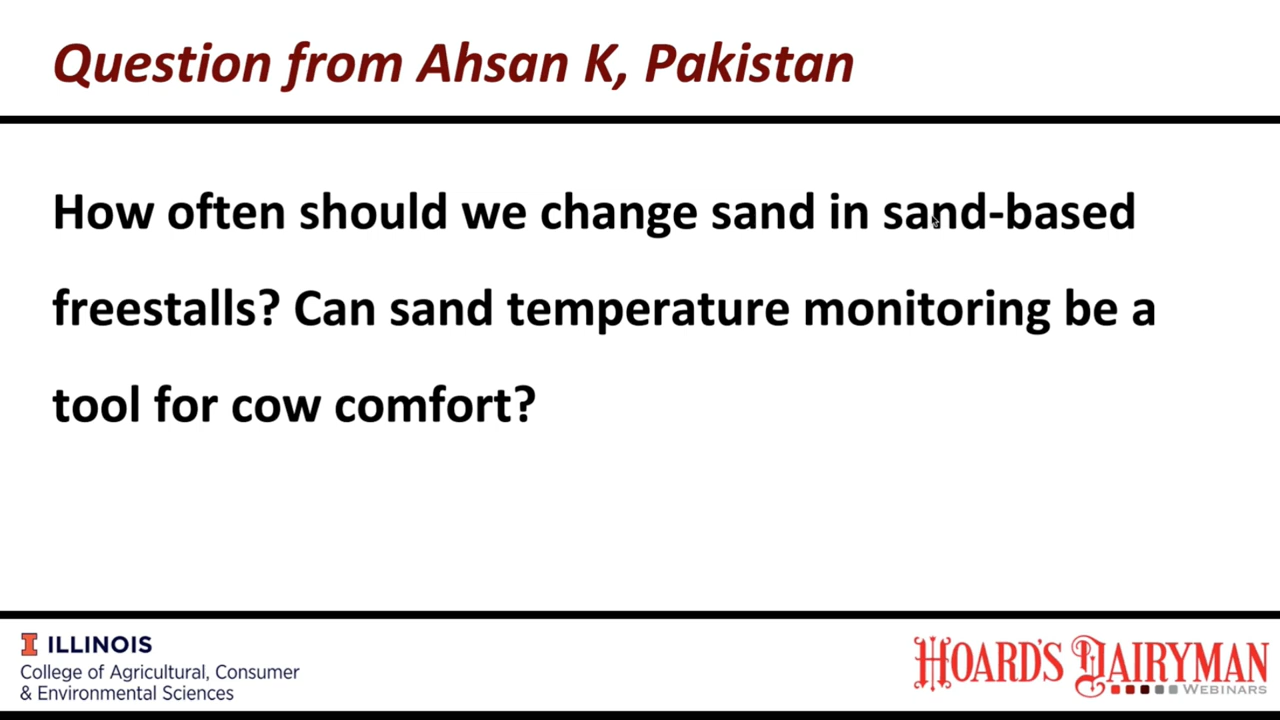 Question from Ahsan K, Pakistan
How often should we change sand in sand-based
freestalls? Can sand temperature monitoring be a
tool for cow comfort?
I ILLINOIS
College of Agricultural, Consumer
& Environmental Sciences
HOARD'S DAIRYMAN
WEBINARS